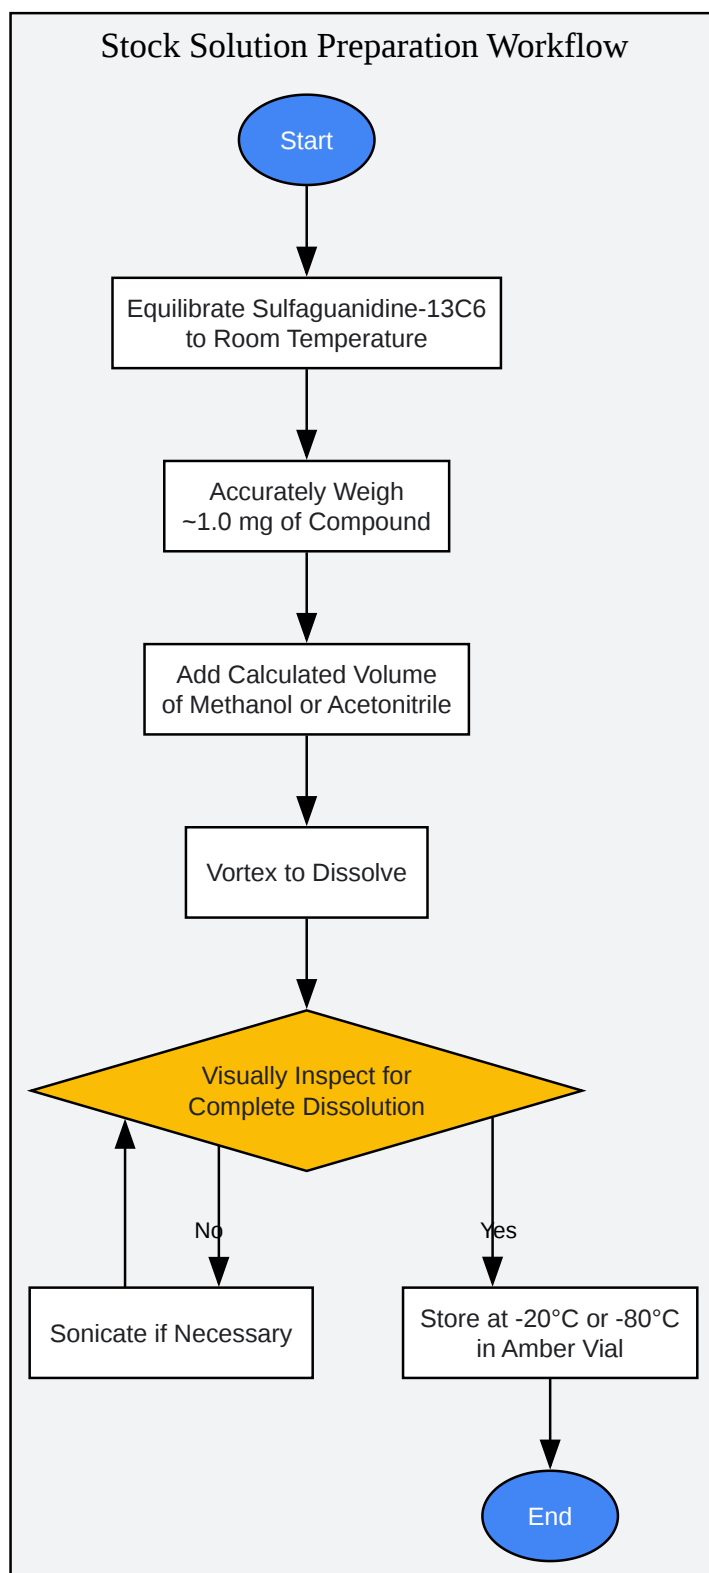 Stock Solution Preparation Workflow
Start
Equilibrate Sulfaguanidine-13C6
to Room Temperature
Accurately Weigh
~1.0 mg of Compound
Add Calculated Volume
of Methanol or Acetonitrile
Vortex to Dissolve
Visually Inspect for
Complete Dissolution
No
Yes
Sonicate if Necessary
Store at -20°C or -80°C
in Amber Vial
End